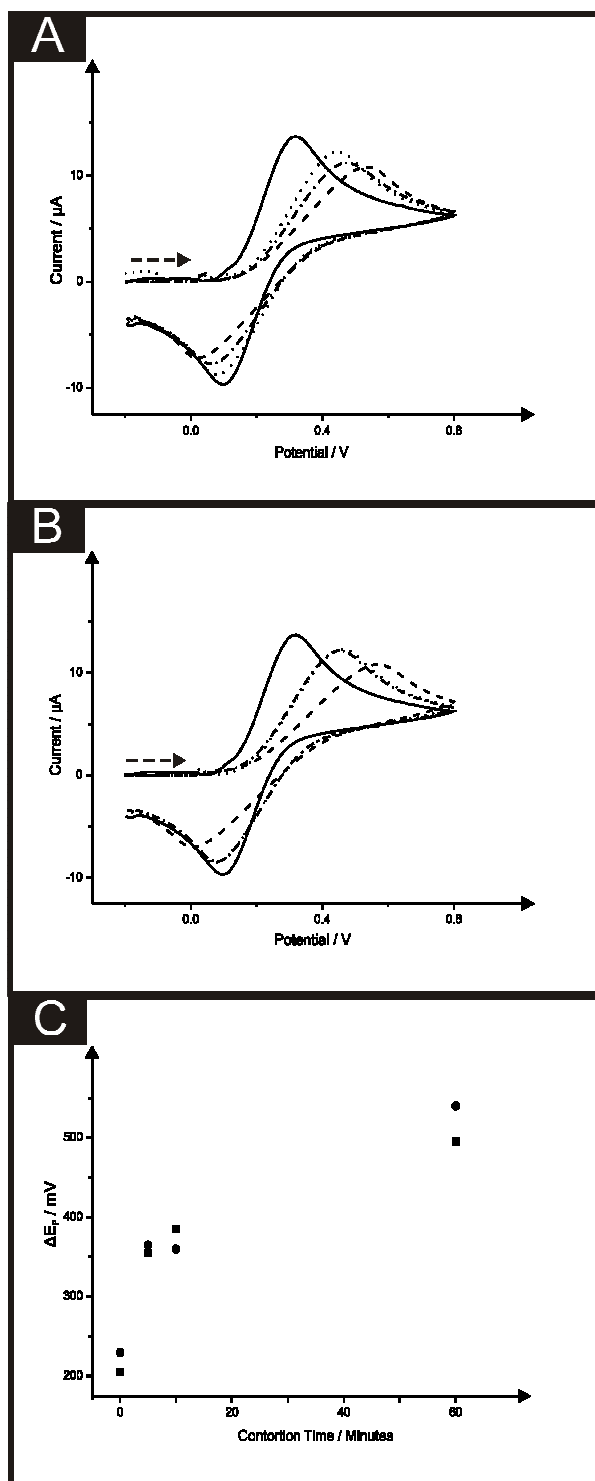 A
Current / µA
10
0
-10
0.0
0.4
0.8
Potential / V
B
Current / µA
10
0
-10
0.0
0.4
0.8
Potential / V
C
ΔEP / mV
500
400
300
200
0
20
40
60
Contortion Time / Minutes